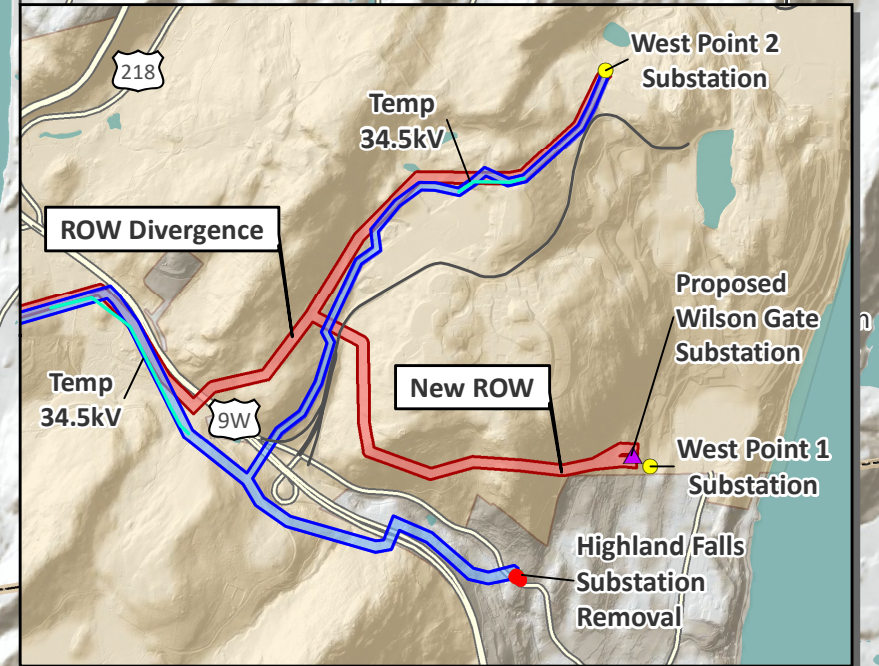 West Point 2
Substation
218
Temp
34.5kV
ROW Divergence
Proposed
Wilson Gate
Substation
Temp
34.5kV
9W
New ROW
West Point 1
Substation
Highland Falls
Substation
Removal